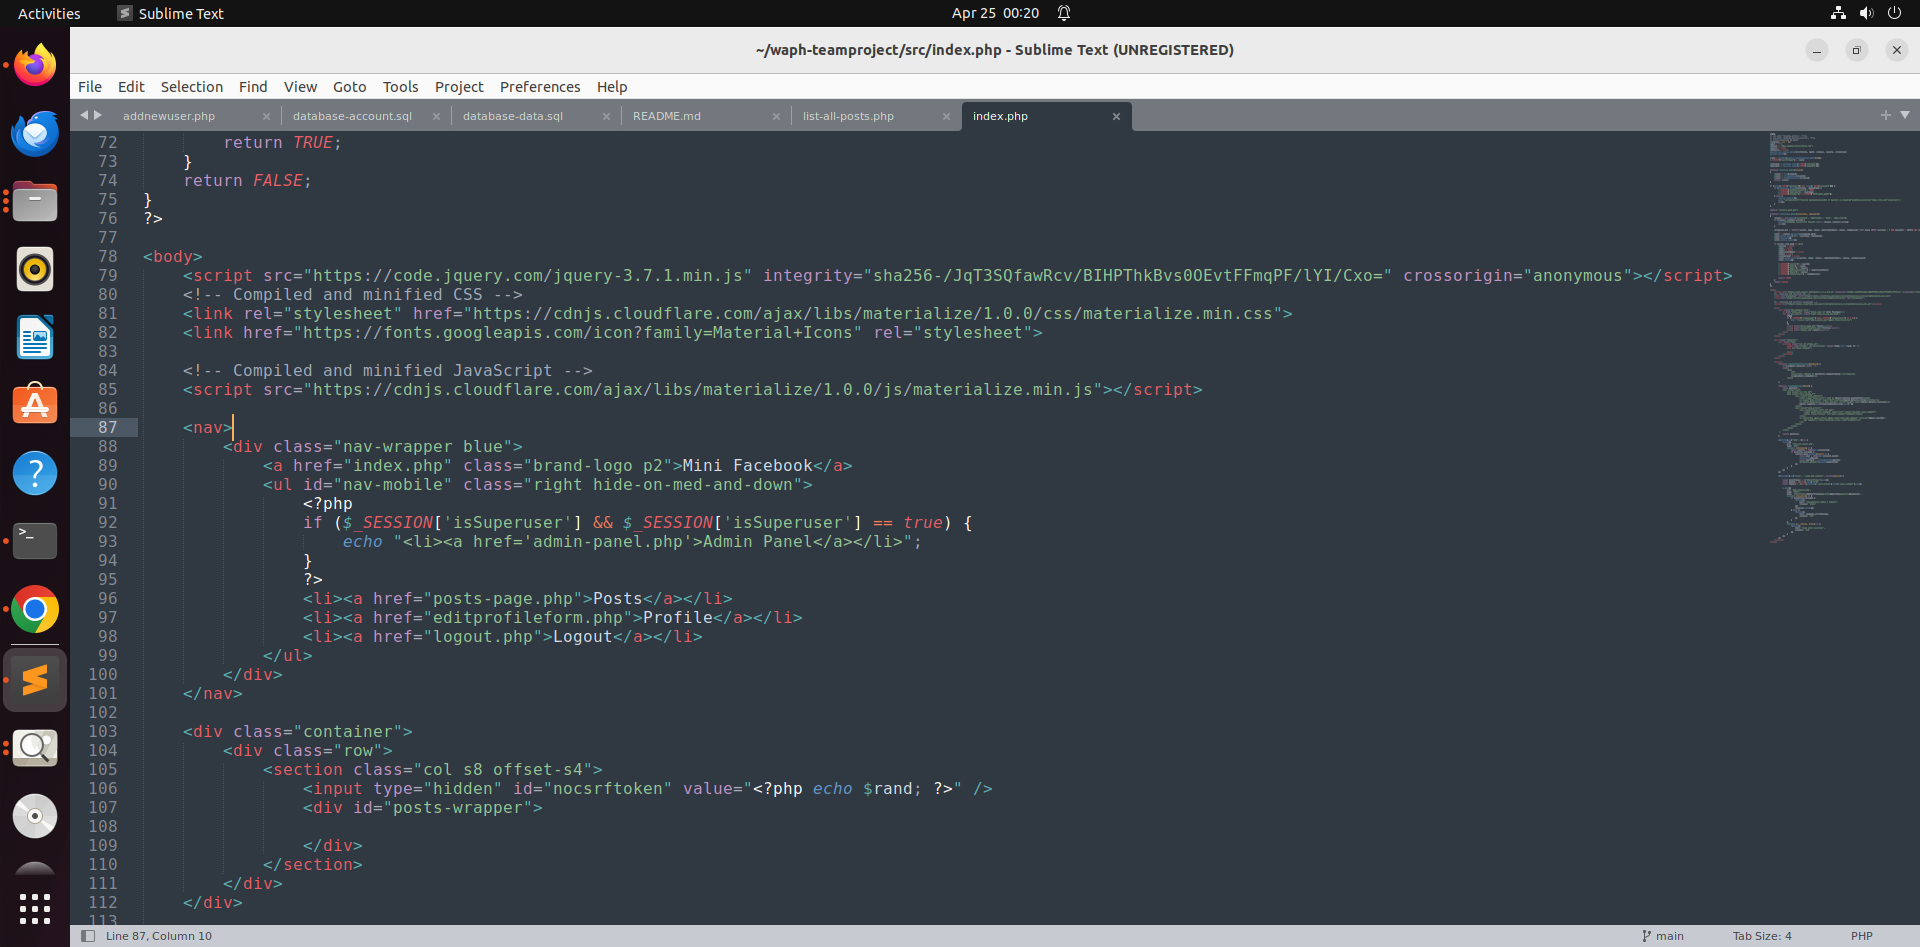 Activities Sublime Text Apr 25 00:20
~/waph-teamproject/src/index.php - Sublime Text (UNREGISTERED)
File Edit Selection Find View Goto Tools Project Preferences Help
addnewuser.php × database-account.sql × database-data.sql × README.md × list-all-posts.php × index.php ×
72 return TRUE;
73 }
74 return FALSE;
75 }
76 ?>
77
78 <body>
79 <script src="https://code.jquery.com/jquery-3.7.1.min.js" integrity="sha256-/JqT3SQfawRcv/BIHPThkBvs0OEvtFFmqPF/lYI/Cxo=" crossorigin="anonymous"></script>
80 <!-- Compiled and minified CSS -->
81 <link rel="stylesheet" href="https://cdnjs.cloudflare.com/ajax/libs/materialize/1.0.0/css/materialize.min.css">
82 <link href="https://fonts.googleapis.com/icon?family=Material+Icons" rel="stylesheet">
83
84 <!-- Compiled and minified JavaScript -->
85 <script src="https://cdnjs.cloudflare.com/ajax/libs/materialize/1.0.0/js/materialize.min.js"></script>
86
87 <nav>
88 <div class="nav-wrapper blue">
89 <a href="index.php" class="brand-logo p2">Mini Facebook</a>
90 <ul id="nav-mobile" class="right hide-on-med-and-down">
91 <?php
92 if ($_SESSION['isSuperuser'] && $_SESSION['isSuperuser'] == true) {
93 echo "<li><a href='admin-panel.php'>Admin Panel</a></li>";
94 }
95 ?>
96 <li><a href="posts-page.php">Posts</a></li>
97 <li><a href="editprofileform.php">Profile</a></li>
98 <li><a href="logout.php">Logout</a></li>
99 </ul>
100 </div>
101 </nav>
102
103 <div class="container">
104 <div class="row">
105 <section class="col s8 offset-s4">
106 <input type="hidden" id="nocsrftoken" value="<?php echo $rand; ?>" />
107 <div id="posts-wrapper">
108
109 </div>
110 </section>
111 </div>
112 </div>
113
Line 87, Column 10 main Tab Size: 4 PHP